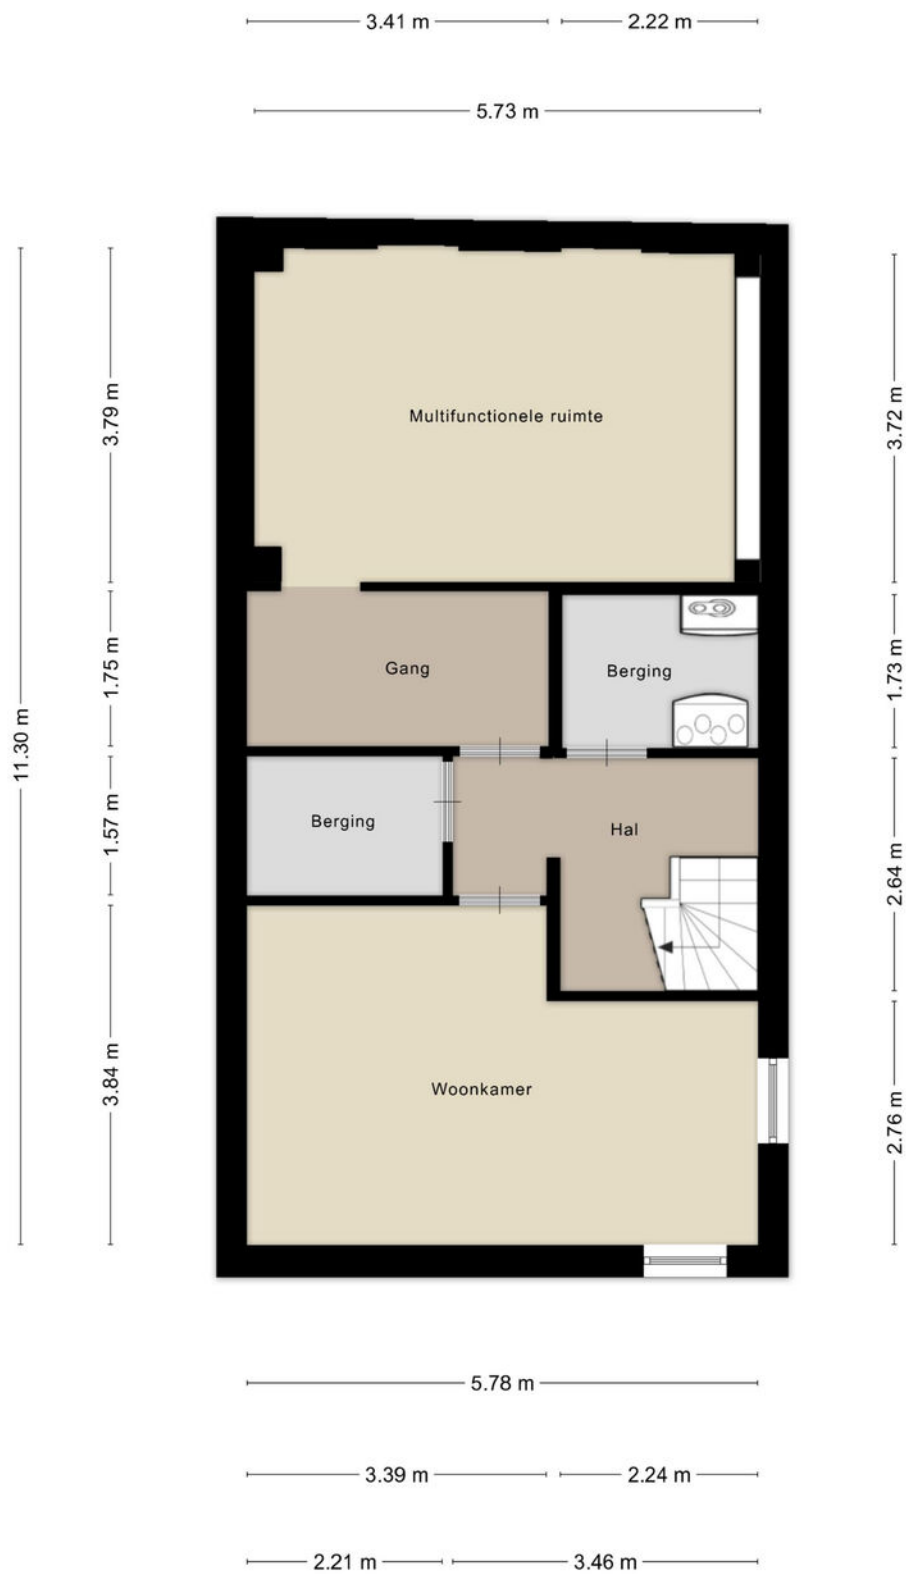 3.41 m
2.22 m
5.73 m
3.79 m
3.72 m
Multifunctionele ruimte
11.30 m
1.75 m
Gang
Berging
1.73 m
1.57 m
Berging
Hal
2.64 m
3.84 m
Woonkamer
2.76 m
5.78 m
3.39 m
2.24 m
2.21 m
3.46 m